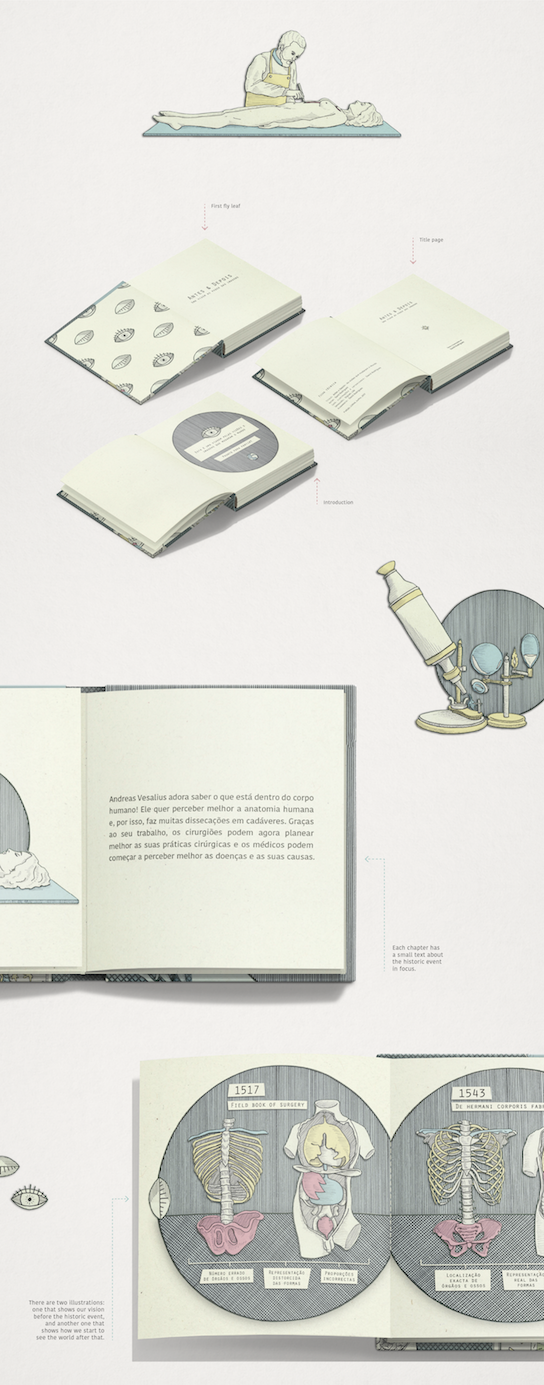 First fly leaf
Title page
ANTES & DEPOIS
ANTES & DEPOIS
Introduction
Andreas Vesalius adora saber o que está dentro do corpo
humano! Ele quer perceber melhor a anatomia humana
e, por isso, faz muitas dissecações em cadáveres. Graças
ao seu trabalho, os cirurgiões podem agora planear
melhor as suas práticas cirúrgicas e os médicos podem
começar a perceber melhor as doenças e as suas causas.
Each chapter has
a small text about
the historic event
in focus.
1517
FIELD BOOK OF SURGERY
NÚMERO ERRADO
DE ÓRGÃOS E OSSOS
REPRESENTAÇÃO
DISTORCIDA
DAS FORMAS
PROPORÇÕES
INCORRETAS
1543
DE HERMANI CORPORIS FAB
LOCALIZAÇÃO
EXACTA DE
ÓRGÃOS E OSSOS
REPRESENTAÇÃO
REAL DAS
FORMAS
There are two illustrations:
one that shows our vision
before the historic event,
and another one that
shows how we start to
see the world after that.